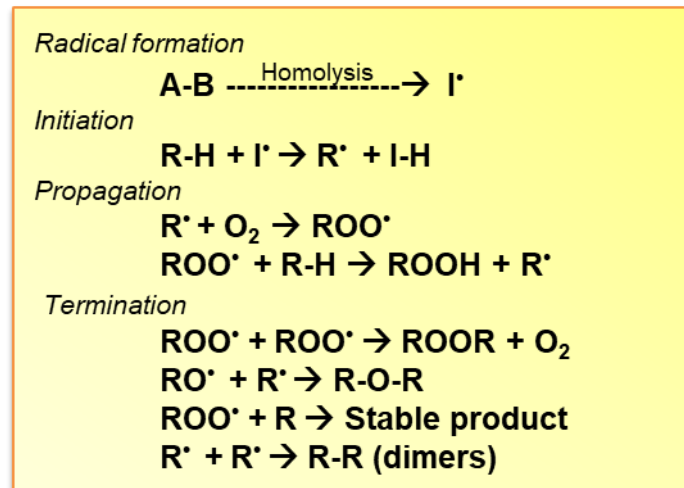 Radical formation
Homolysis
A-B -----------------→ I•
Initiation
R-H + I• → R• + I-H
Propagation
R• + O₂ → ROO•
ROO• + R-H → ROOH + R•
Termination
ROO• + ROO• → ROOR + O₂
RO• + R• → R-O-R
ROO• + R → Stable product
R• + R• → R-R (dimers)